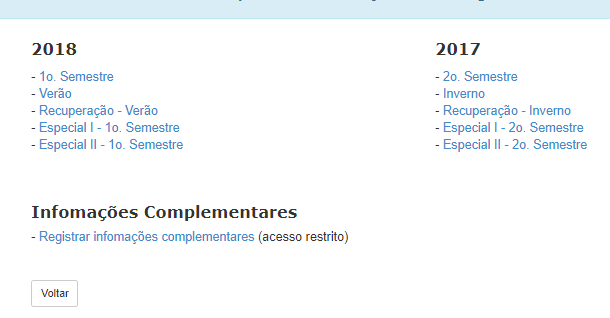 2018
- 1o. Semestre
- Verão
- Recuperação - Verão
- Especial I - 1o. Semestre
- Especial II - 1o. Semestre
2017
- 2o. Semestre
- Inverno
- Recuperação - Inverno
- Especial I - 2o. Semestre
- Especial II - 2o. Semestre
Infomações Complementares
- Registrar infomações complementares (acesso restrito)
Voltar